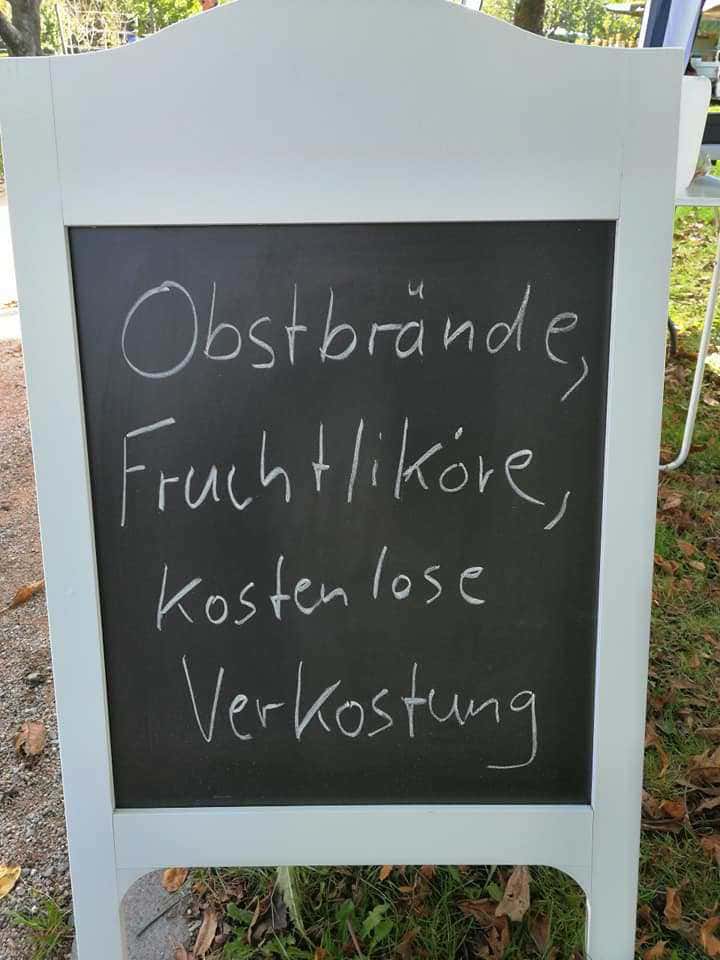 Obstbrände,
Fruchtliköre,
kostenlose
Verkostung